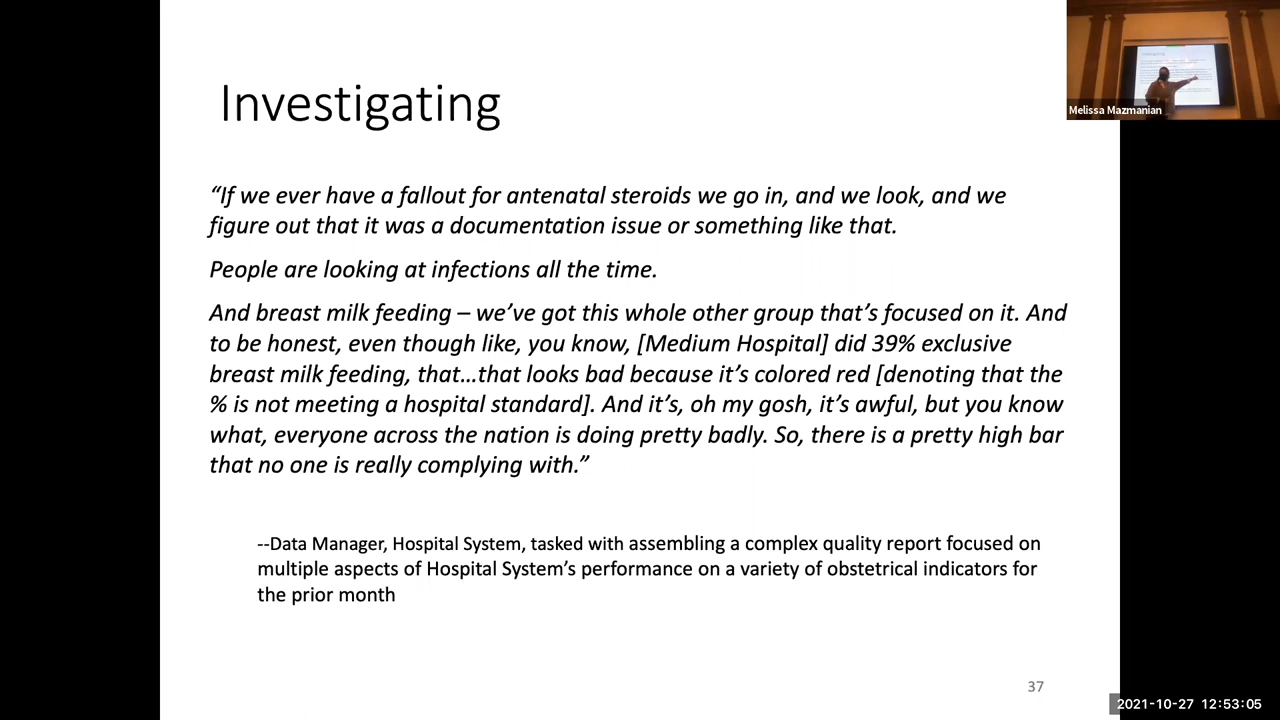 Investigating
“If we ever have a fallout for antenatal steroids we go in, and we look, and we
figure out that it was a documentation issue or something like that.
People are looking at infections all the time.
And breast milk feeding – we’ve got this whole other group that’s focused on it. And
to be honest, even though like, you know, [Medium Hospital] did 39% exclusive
breast milk feeding, that…that looks bad because it’s colored red [denoting that the
% is not meeting a hospital standard]. And it’s, oh my gosh, it’s awful, but you know
what, everyone across the nation is doing pretty badly. So, there is a pretty high bar
that no one is really complying with.”
--Data Manager, Hospital System, tasked with assembling a complex quality report focused on
multiple aspects of Hospital System’s performance on a variety of obstetrical indicators for
the prior month
37
Melissa Mazmanian
2021-10-27 12:53:05